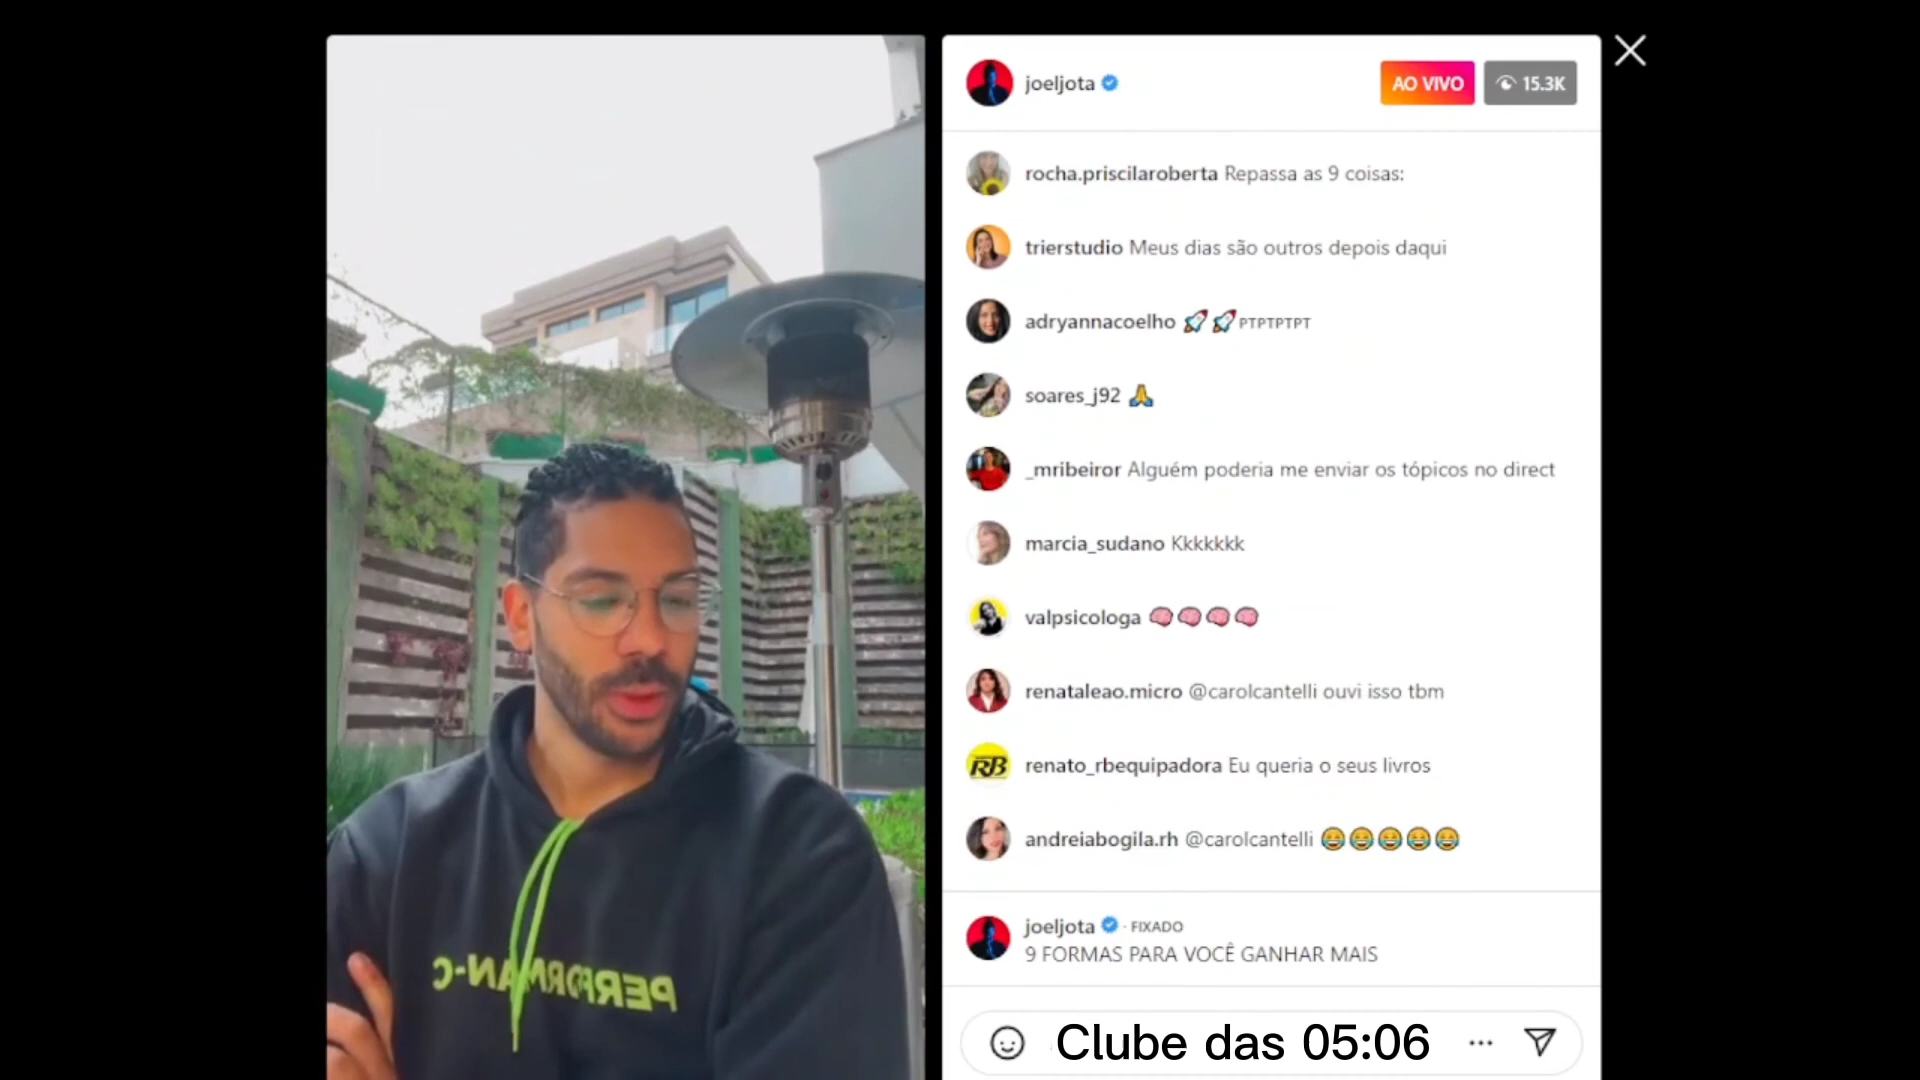 joeljota
AO VIVO
15.3K
rocha.priscilaroberta Repassa as 9 coisas:
trierstudio Meus dias são outros depois daqui
adryannacoelho 🚀🚀PTPTPTPT
soares_j92 🙏
_mribeiror Alguém poderia me enviar os tópicos no direct
marcia_sudano Kkkkkkk
valpsicologa 🧠🧠🧠🧠
renataleao.micro @carolcantelli ouvi isso tbm
renato_rbequipadora Eu queria o seus livros
RB
andreiabogila.rh @carolcantelli 😂😂😂😂😂
joeljota · FIXADO
9 FORMAS PARA VOCÊ GANHAR MAIS
Clube das 05:06
PERFORMAN-C